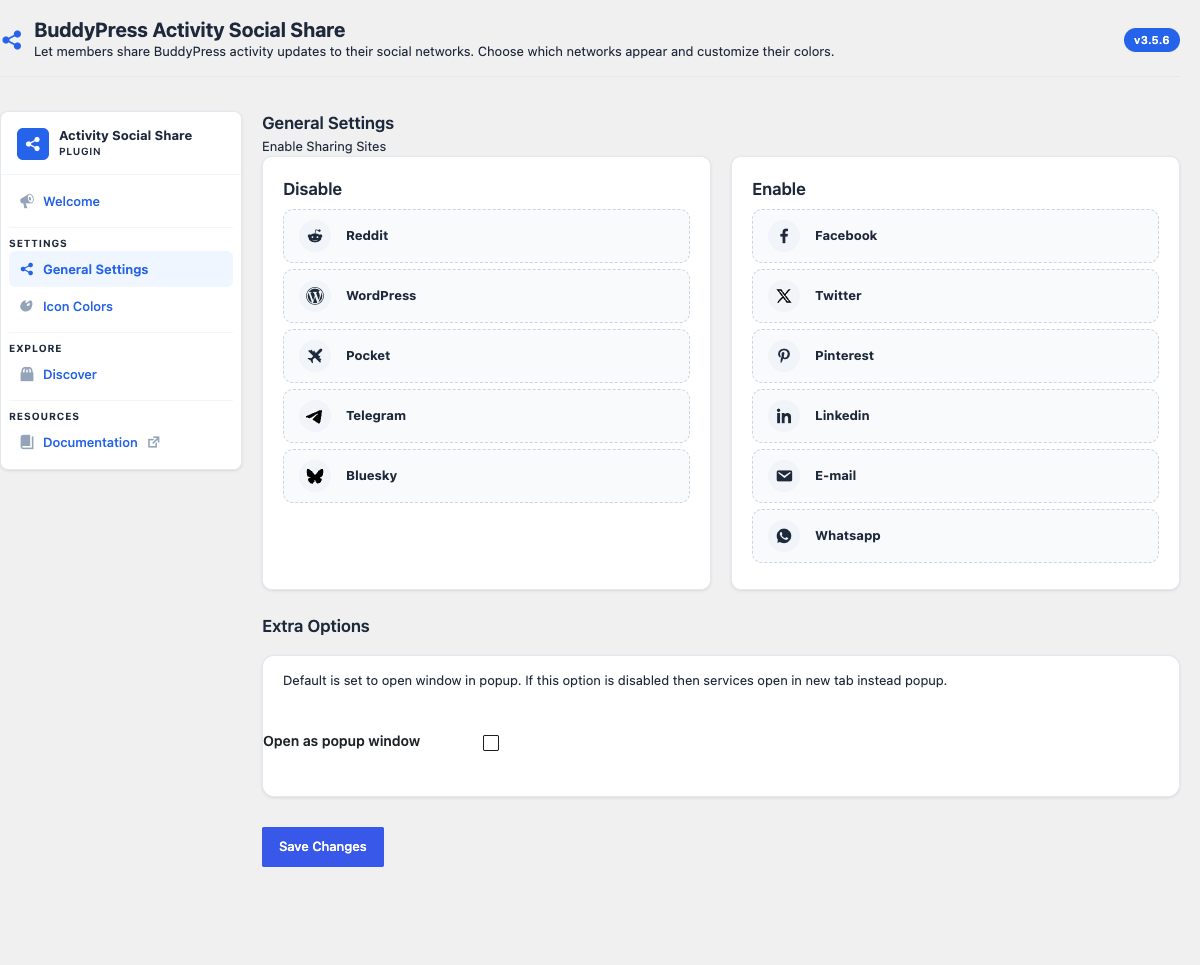 BuddyPress Activity Social Share
Let members share BuddyPress activity updates to their social networks. Choose which networks appear and customize their colors.
v3.5.6
Activity Social Share
PLUGIN
Welcome
SETTINGS
General Settings
Icon Colors
EXPLORE
Discover
RESOURCES
Documentation
General Settings
Enable Sharing Sites
Disable
Reddit
WordPress
Pocket
Telegram
Bluesky
Enable
Facebook
Twitter
Pinterest
Linkedin
E-mail
Whatsapp
Extra Options
Default is set to open window in popup. If this option is disabled then services open in new tab instead popup.
Open as popup window
Save Changes